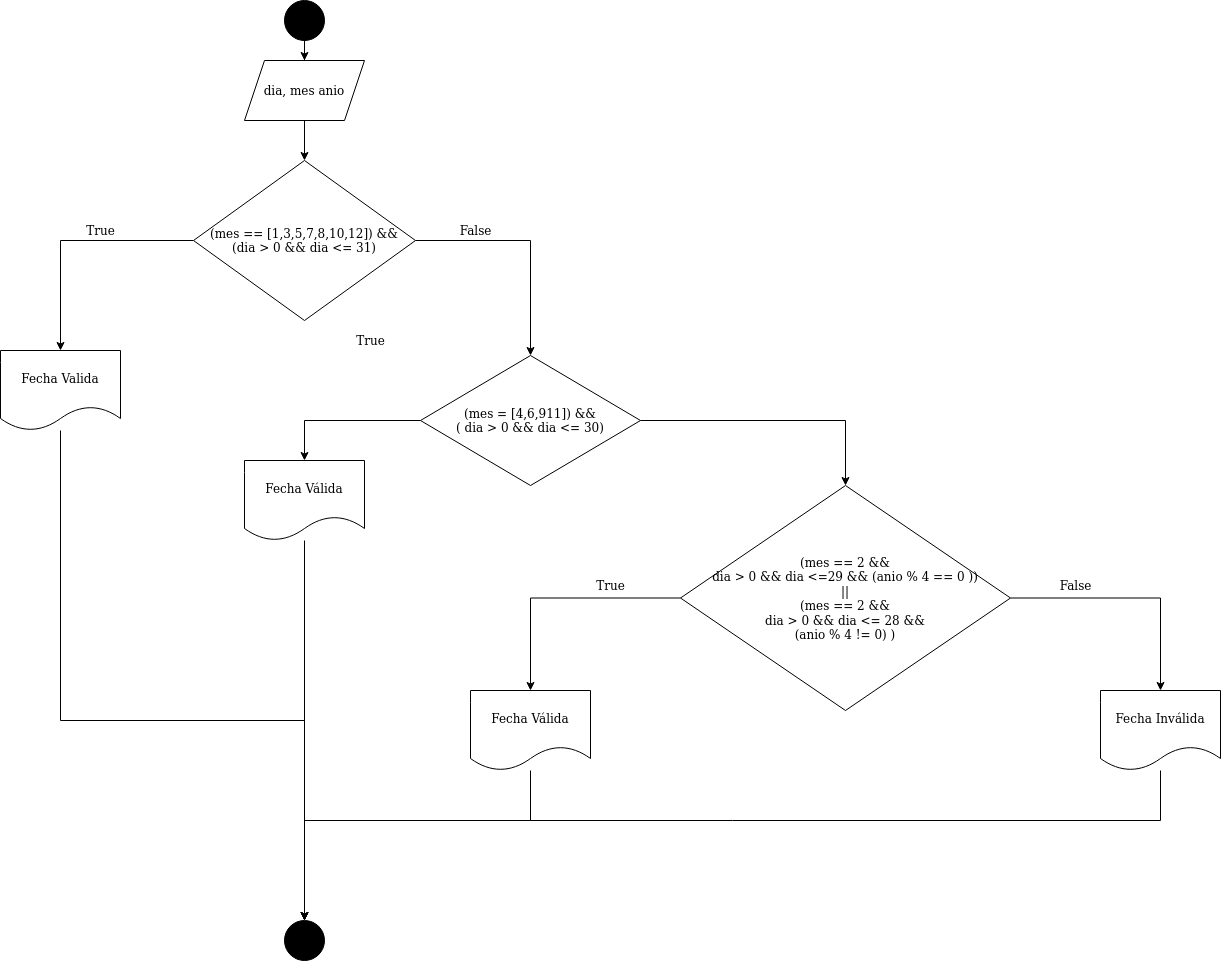 dia, mes anio
True
False
(mes == [1,3,5,7,8,10,12]) &&
(dia > 0 && dia <= 31)
True
Fecha Valida
(mes = [4,6,911]) &&
( dia > 0 && dia <= 30)
Fecha Válida
(mes == 2 &&
dia > 0 && dia <=29 && (anio % 4 == 0 ))
||
(mes == 2 &&
dia > 0 && dia <= 28 &&
(anio % 4 != 0) )
True
False
Fecha Válida
Fecha Inválida